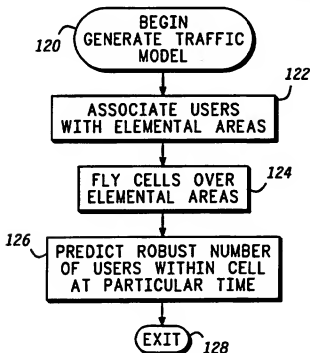 120
BEGIN
GENERATE TRAFFIC
MODEL
122
ASSOCIATE USERS
WITH ELEMENTAL AREAS
124
FLY CELLS OVER
ELEMENTAL AREAS
126
PREDICT ROBUST NUMBER
OF USERS WITHIN CELL
AT PARTICULAR TIME
EXIT
128